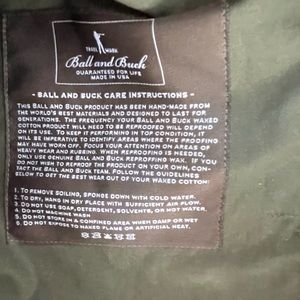 TRADE MARK
Ball and Buck
GUARANTEED FOR LIFE
MADE IN USA
- BALL AND BUCK CARE INSTRUCTIONS -
THIS BALL AND BUCK PRODUCT HAS BEEN HAND-MADE FROM
THE WORLD'S BEST MATERIALS AND DESIGNED TO LAST FOR
GENERATIONS. THE FREQUENCY YOUR BALL AND BUCK WAXED
COTTON PRODUCT WILL NEED TO BE REPROOFED WILL DEPEND
ON ITS USE. TO KEEP IT PERFORMING IN TOP CONDITION, IT
WILL BE IMPERATIVE TO INDICATE AREAS WHERE THE PROOFING
MAY HAVE WORN OFF. FOCUS YOUR ATTENTION ON AREAS OF
HEAVY WEAR AND RUBBING. WHEN REPROOFING IS NEEDED,
ONLY USE GENUINE BALL AND BUCK REPROOFING WAX. IF YOU
DO NOT WISH TO REPROOF THE PRODUCT ON YOUR OWN, CON-
TACT THE BALL AND BUCK TEAM. FOLLOW THE GUIDELINES
BELOW TO GET THE BEST WEAR OUT OF YOUR WAXED COTTON:
1. TO REMOVE SOILING, SPONGE DOWN WITH COLD WATER.
2. TO DRY, HANG IN DRY PLACE WITH SUFFICIENT AIR FLOW.
3. DO NOT USE SOAP, DETERGENT, SOLVENTS, OR HOT WATER
4. DO NOT MACHINE WASH
5. DO NOT STORE IN A CONFINED AREA WHEN DAMP OR WET
6. DO NOT EXPOSE TO NAKED FLAME OR ARTIFICIAL HEAT.